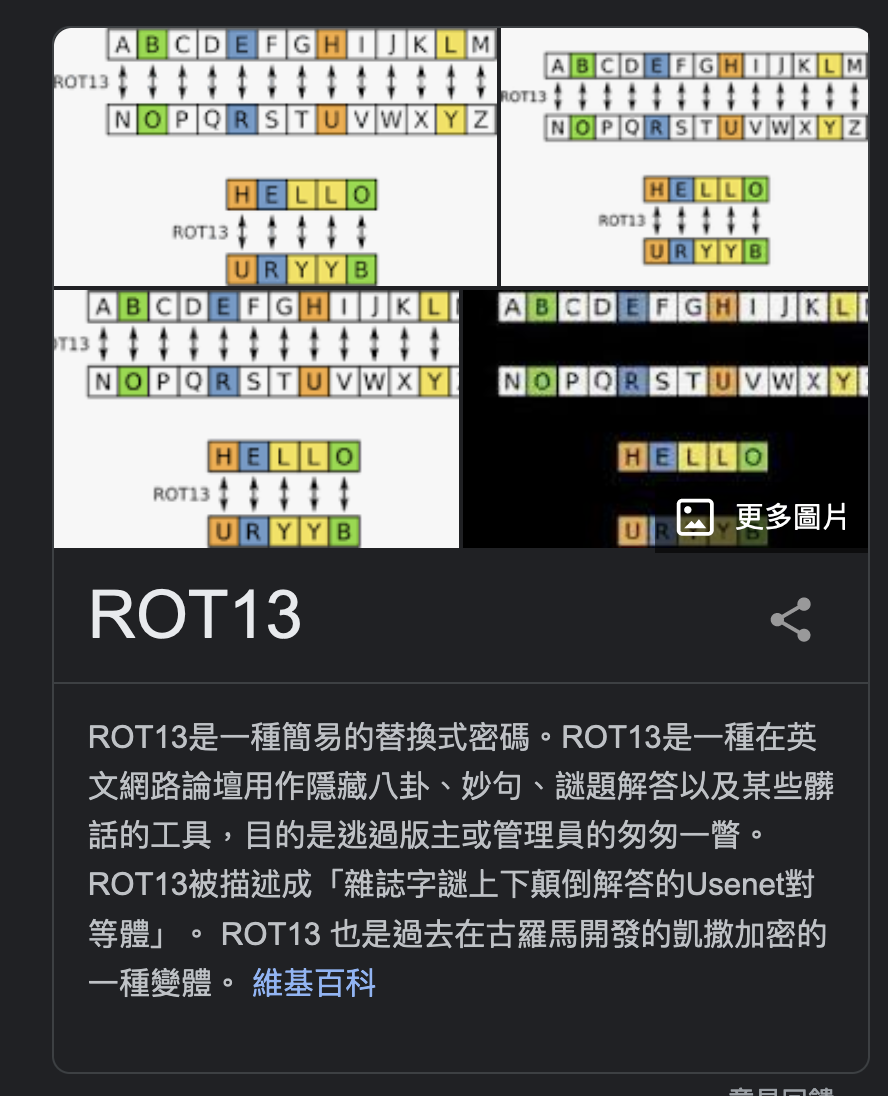 A B C D E F G H I J K L M
ROT13
N O P Q R S T U V W X Y Z
H E L L O
ROT13
U R Y Y B
A B C D E F G H I J K L M
ROT13
N O P Q R S T U V W X Y Z
H E L L O
ROT13
U R Y Y B
A B C D E F G H I J K L
T13
N O P Q R S T U V W X Y
H E L L O
ROT13
U R Y Y B
A B C D E F G H I J K L
N O P Q R S T U V W X Y
H E L L O
U R Y Y B
更多圖片
ROT13
ROT13是一種簡易的替換式密碼。ROT13是一種在英
文網路論壇用作隱藏八卦、妙句、謎題解答以及某些髒
話的工具，目的是逃過版主或管理員的匆匆一瞥。
ROT13被描述成「雜誌字謎上下顛倒解答的Usenet對
等體」。 ROT13 也是過去在古羅馬開發的凱撒加密的
一種變體。 維基百科
意見回饋